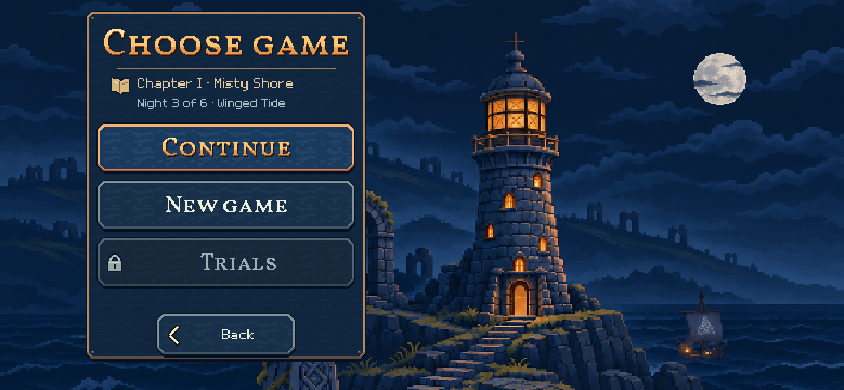 Choose game
Chapter I · Misty Shore
Night 3 of 6 · Winged Tide
Continue
New game
Trials
Back